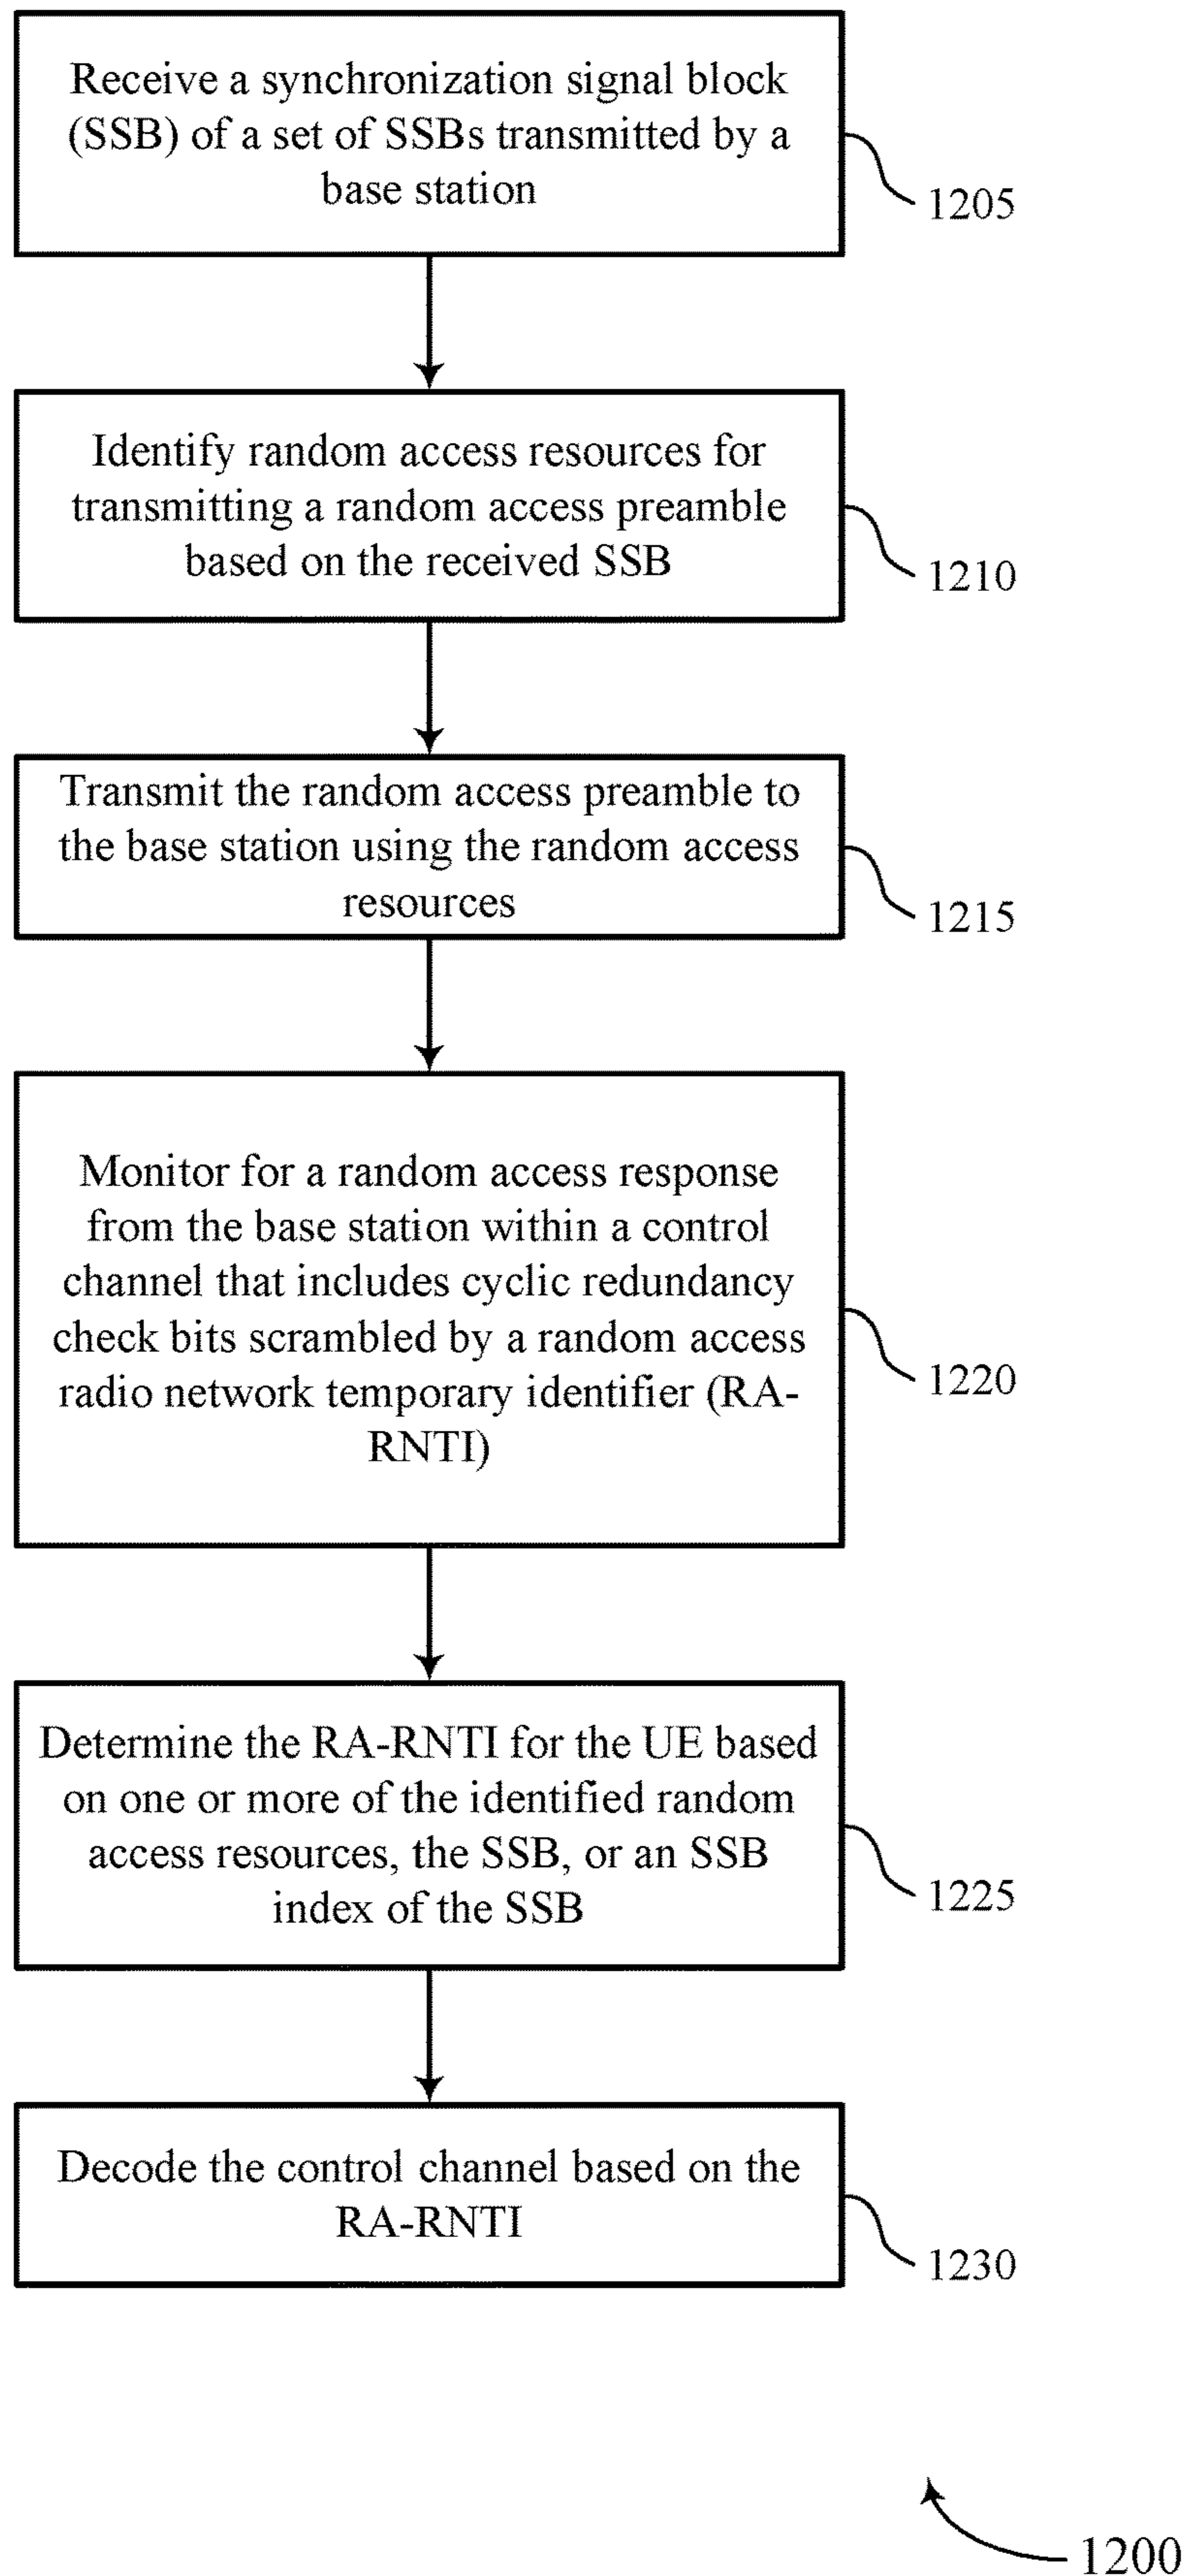 Receive a synchronization signal block
(SSB) of a set of SSBs transmitted by a
base station
1205
Identify random access resources for
transmitting a random access preamble
based on the received SSB
1210
Transmit the random access preamble to
the base station using the random access
resources
1215
Monitor for a random access response
from the base station within a control
channel that includes cyclic redundancy
check bits scrambled by a random access
radio network temporary identifier (RA-
RNTI)
1220
Determine the RA-RNTI for the UE based
on one or more of the identified random
access resources, the SSB, or an SSB
index of the SSB
1225
Decode the control channel based on the
RA-RNTI
1230
1200